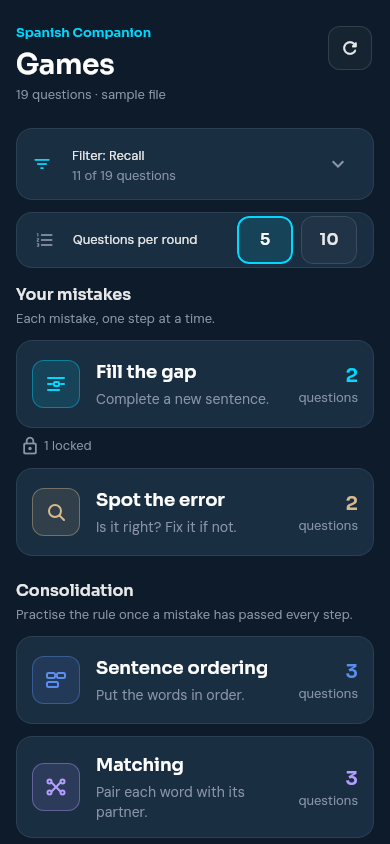 Spanish Companion
Games
19 questions · sample file
Filter: Recall
11 of 19 questions
Questions per round
5
10
Your mistakes
Each mistake, one step at a time.
Fill the gap
Complete a new sentence.
2
questions
1 locked
Spot the error
Is it right? Fix it if not.
2
questions
Consolidation
Practise the rule once a mistake has passed every step.
Sentence ordering
Put the words in order.
3
questions
Matching
Pair each word with its
partner.
3
questions